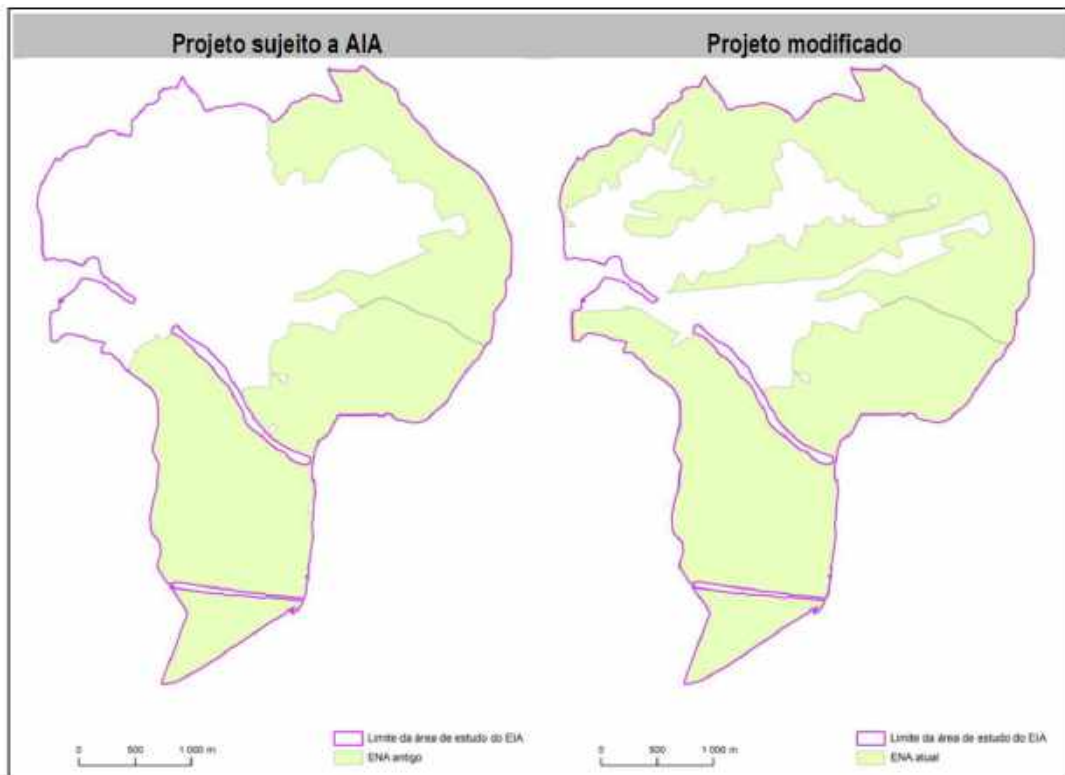 Projeto sujeito a AIA
Projeto modificado
Limite da área de estudo do EIA
ENA antigo
0 500 1 000 m
Limite da área de estudo do EIA
ENA atual
0 500 1 000 m